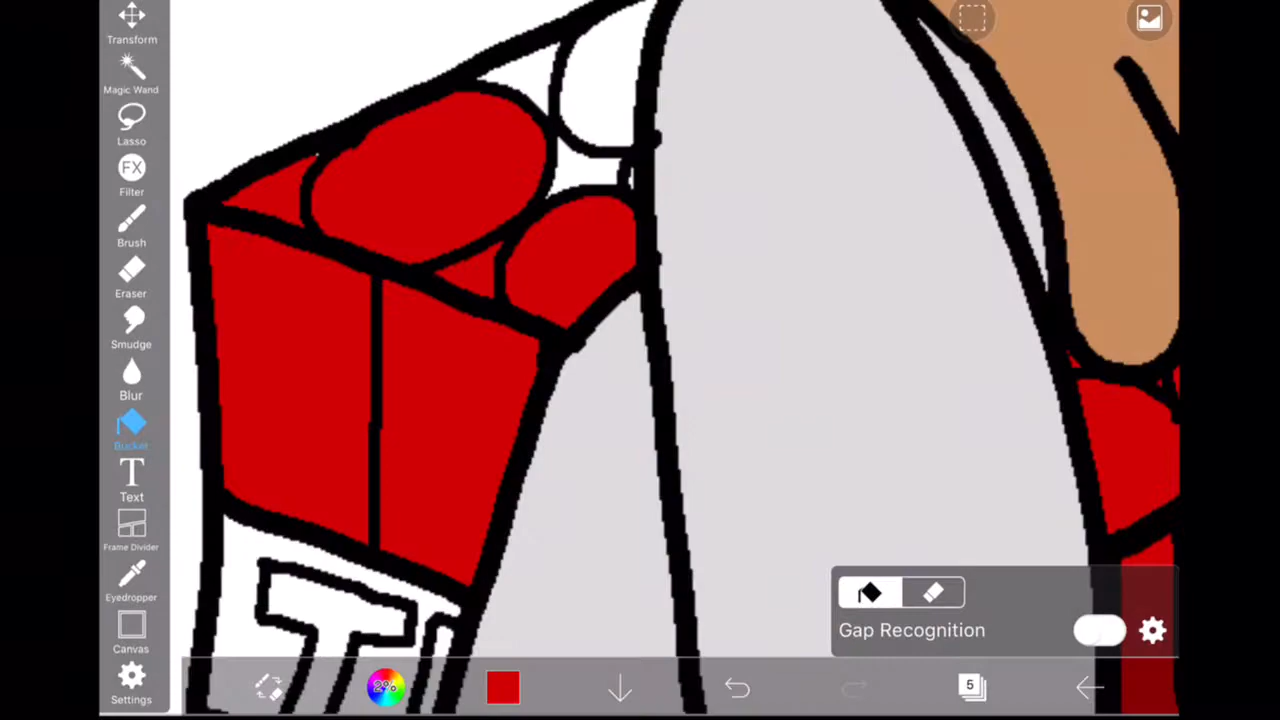 Transform
Magic Wand
Lasso
FX
Filter
Brush
Eraser
Smudge
Blur
Bucket
T
Text
Frame Divider
Eyedropper
Canvas
Settings
T
Gap Recognition
2%
5